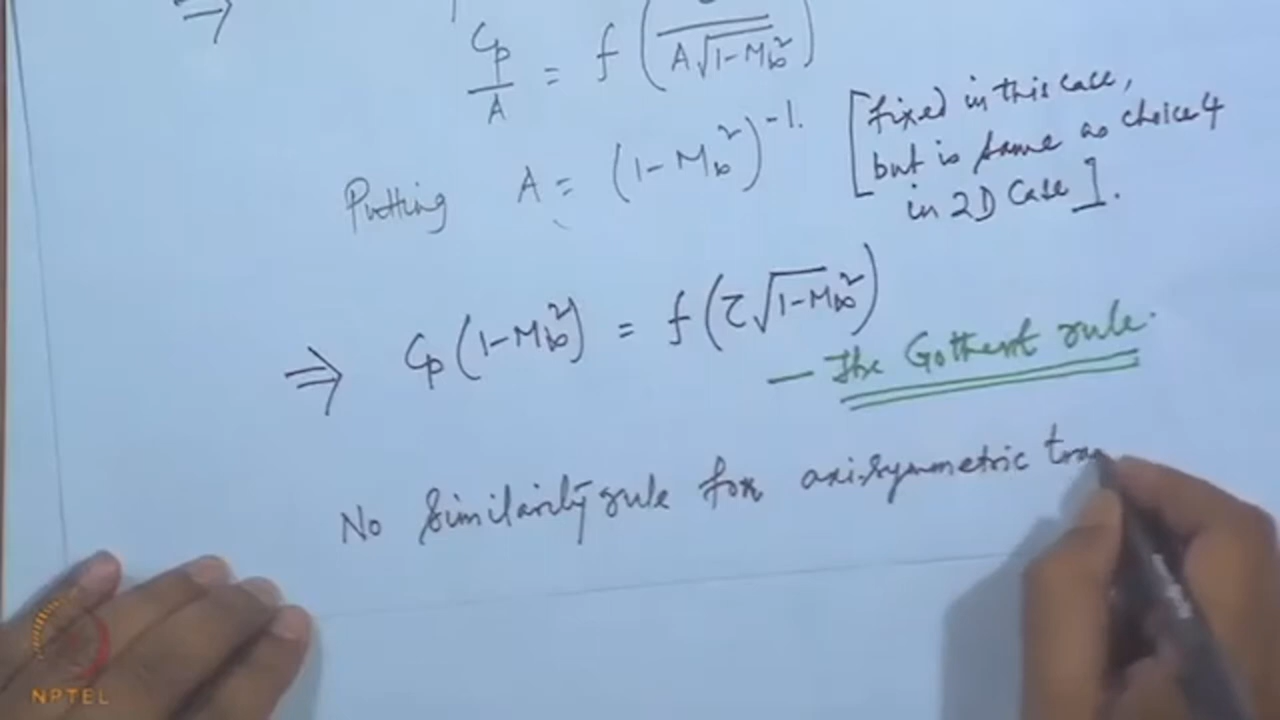 ⇒
Cp/A = f(τ/(A√(1-M∞²)))
Putting A = (1-M∞²)^-1. [fixed in this case,
but is same as choice 4
in 2D Case].
⇒ Cp(1-M∞²) = f(τ√(1-M∞²))
— The Gothert rule.
No Similarity rule for axisymmetric tran
NPTEL